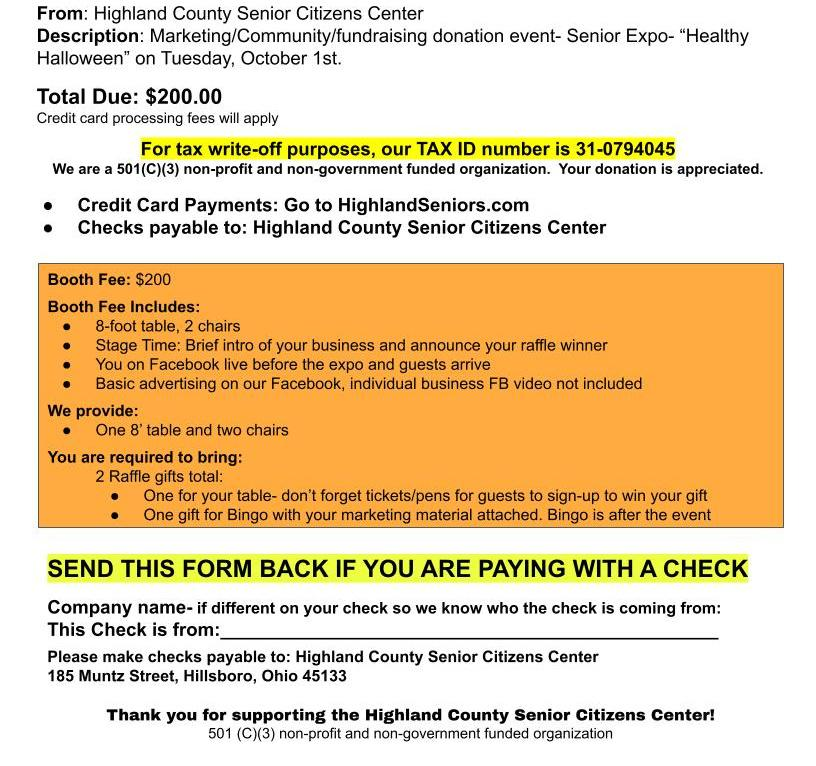 From: Highland County Senior Citizens Center
Description: Marketing/Community/fundraising donation event- Senior Expo- “Healthy
Halloween” on Tuesday, October 1st.
Total Due: $200.00
Credit card processing fees will apply
For tax write-off purposes, our TAX ID number is 31-0794045
We are a 501(C)(3) non-profit and non-government funded organization. Your donation is appreciated.
● Credit Card Payments: Go to HighlandSeniors.com
● Checks payable to: Highland County Senior Citizens Center
Booth Fee: $200
Booth Fee Includes:
● 8-foot table, 2 chairs
● Stage Time: Brief intro of your business and announce your raffle winner
● You on Facebook live before the expo and guests arrive
● Basic advertising on our Facebook, individual business FB video not included
We provide:
● One 8’ table and two chairs
You are required to bring:
2 Raffle gifts total:
● One for your table- don’t forget tickets/pens for guests to sign-up to win your gift
● One gift for Bingo with your marketing material attached. Bingo is after the event
SEND THIS FORM BACK IF YOU ARE PAYING WITH A CHECK
Company name- if different on your check so we know who the check is coming from:
This Check is from:
Please make checks payable to: Highland County Senior Citizens Center
185 Muntz Street, Hillsboro, Ohio 45133
Thank you for supporting the Highland County Senior Citizens Center!
501 (C)(3) non-profit and non-government funded organization